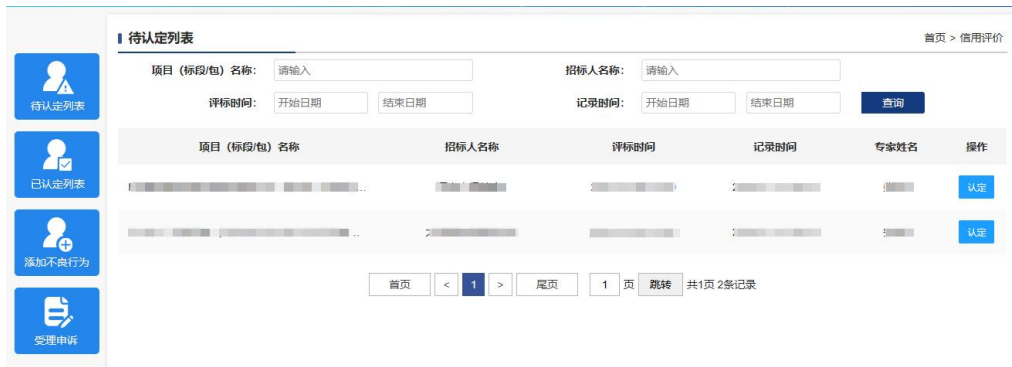 待认定列表
首页 > 信用评价
项目（标段/包）名称: 请输入 招标人名称: 请输入
评标时间: 开始日期 结束日期 记录时间: 开始日期 结束日期 查询
待认定列表
已认定列表
添加不良行为
受理申诉
项目（标段/包）名称 招标人名称 评标时间 记录时间 专家姓名 操作
认定
认定
首页 < 1 > 尾页 1 页 跳转 共1页 2条记录